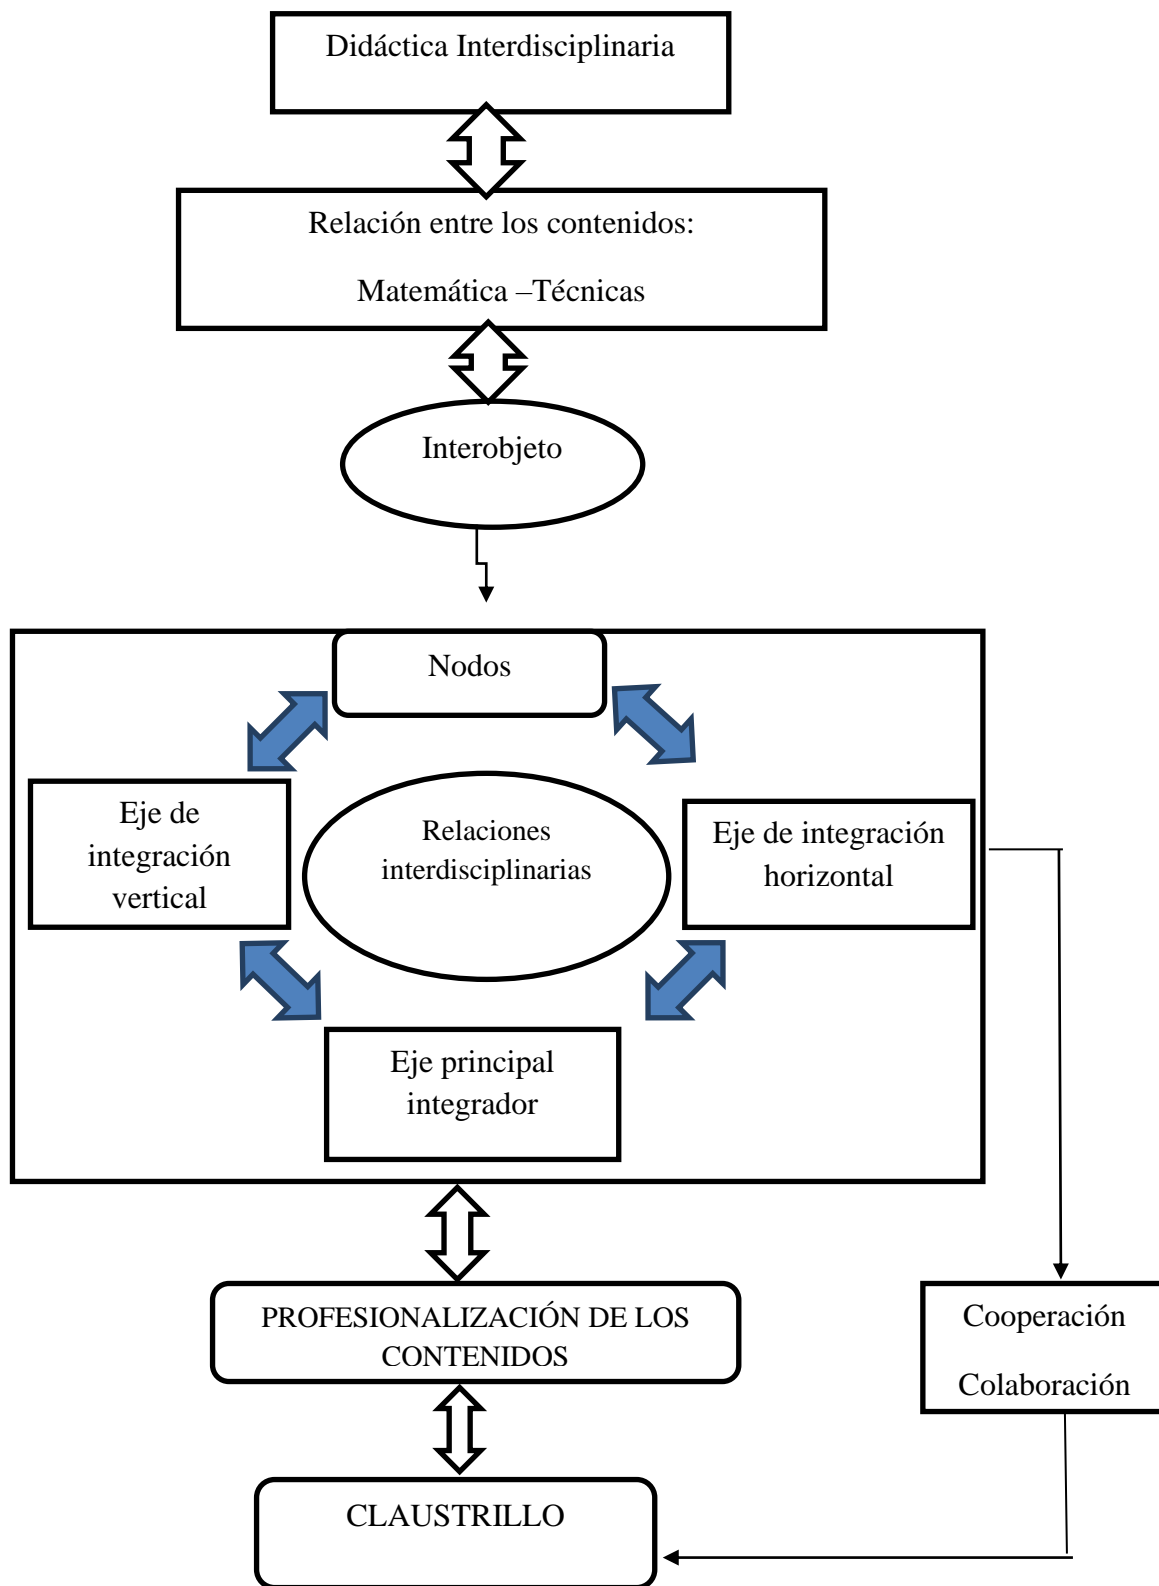 Didáctica Interdisciplinaria
Relación entre los contenidos:
Matemática –Técnicas
Interobjeto
Nodos
Eje de
integración
vertical
Relaciones
interdisciplinarias
Eje de integración
horizontal
Eje principal
integrador
PROFESIONALIZACIÓN DE LOS
CONTENIDOS
Cooperación
Colaboración
CLAUSTRILLO